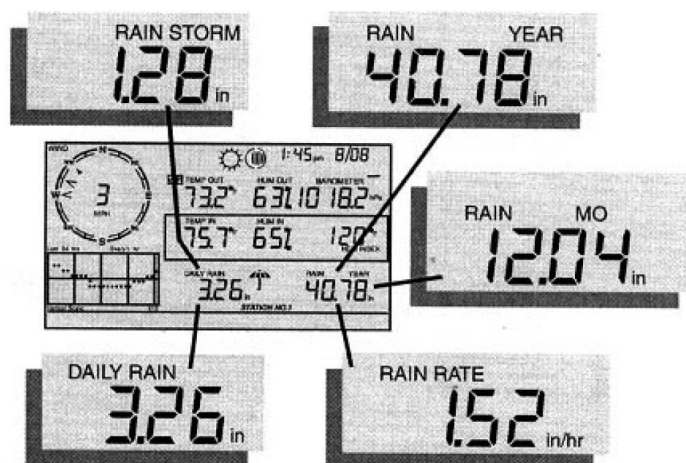 RAIN STORM
1.28 in
RAIN YEAR
40.78 in
WIND
N
S
3
MPH
1:45 pm 8/08
TEMP OUT HUM OUT BAROMETER
73.2°F 63% 1018.2 hPa
TEMP IN HUM IN
75.7°F 65% 120
INDEX
DAILY RAIN RAIN YEAR
3.26 in 40.78 in
STATION NO.1
RAIN MO
12.04 in
DAILY RAIN
3.26 in
RAIN RATE
1.52 in/hr